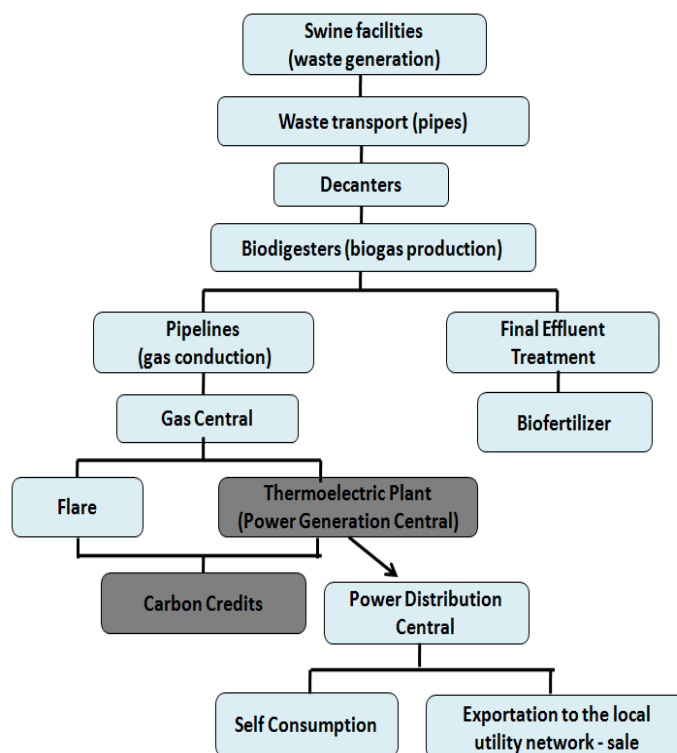 Swine facilities
(waste generation)
Waste transport (pipes)
Decanters
Biodigesters (biogas production)
Pipelines
(gas conduction)
Final Effluent
Treatment
Gas Central
Biofertilizer
Flare
Thermoelectric Plant
(Power Generation Central)
Carbon Credits
Power Distribution
Central
Self Consumption
Exportation to the local
utility network - sale